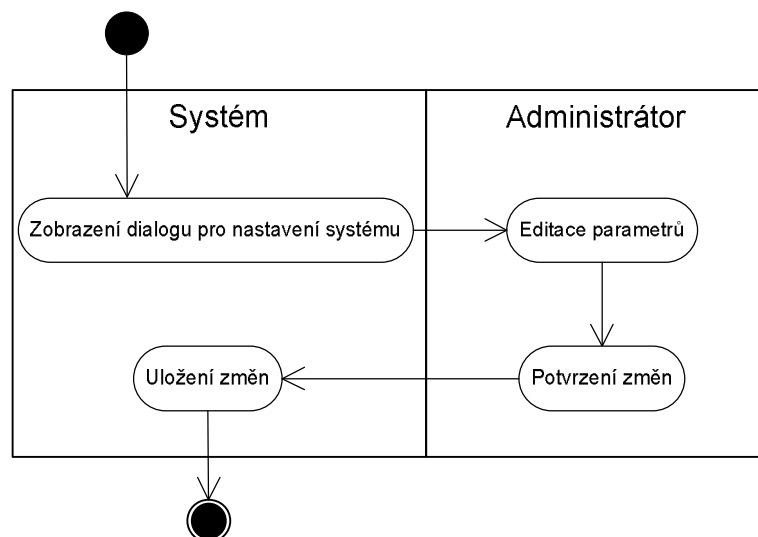 Systém
Administrátor
Zobrazení dialogu pro nastavení systému
Editace parametrů
Uložení změn
Potvrzení změn